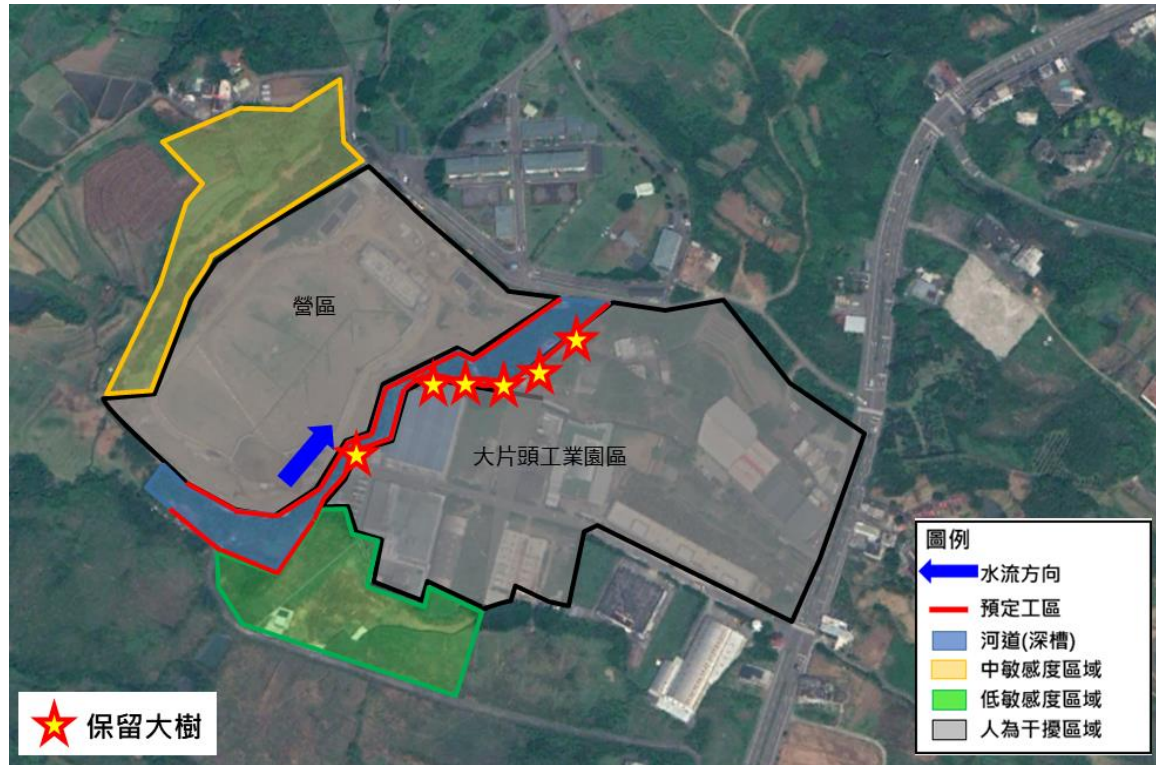 營區
大片頭工業園區
保留大樹
圖例
水流方向
預定工區
河道(深槽)
中敏感度區域
低敏感度區域
人為干擾區域